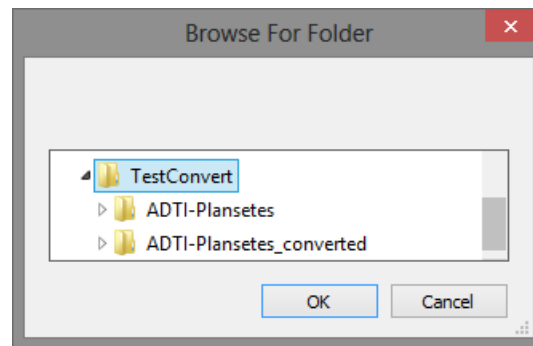 Browse For Folder
TestConvert
ADTI-Plansetes
ADTI-Plansetes_converted
OK Cancel